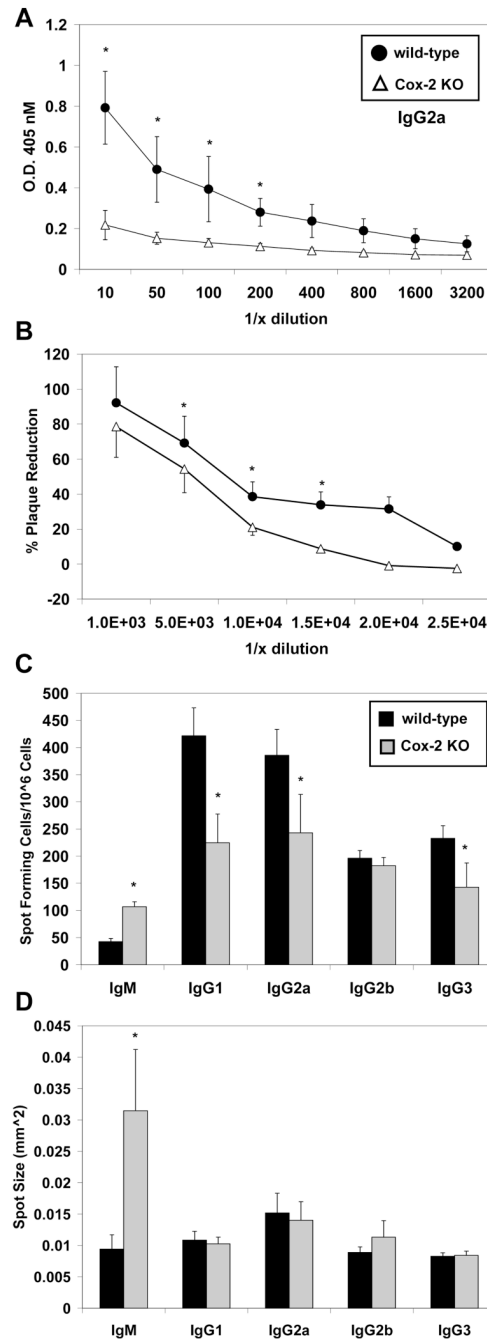 A
1.2
1
0.8
0.6
0.4
0.2
0
O.D. 405 nM
*
*
*
*
wild-type
Cox-2 KO
IgG2a
10 50 100 200 400 800 1600 3200
1/x dilution
B
120
100
80
60
40
20
0
-20
% Plaque Reduction
*
*
*
1.0E+03 5.0E+03 1.0E+04 1.5E+04 2.0E+04 2.5E+04
1/x dilution
C
500
450
400
350
300
250
200
150
100
50
0
Spot Forming Cells/10^6 Cells
wild-type
Cox-2 KO
*
*
*
*
IgM IgG1 IgG2a IgG2b IgG3
D
0.045
0.04
0.035
0.03
0.025
0.02
0.015
0.01
0.005
0
Spot Size (mm^2)
*
IgM IgG1 IgG2a IgG2b IgG3